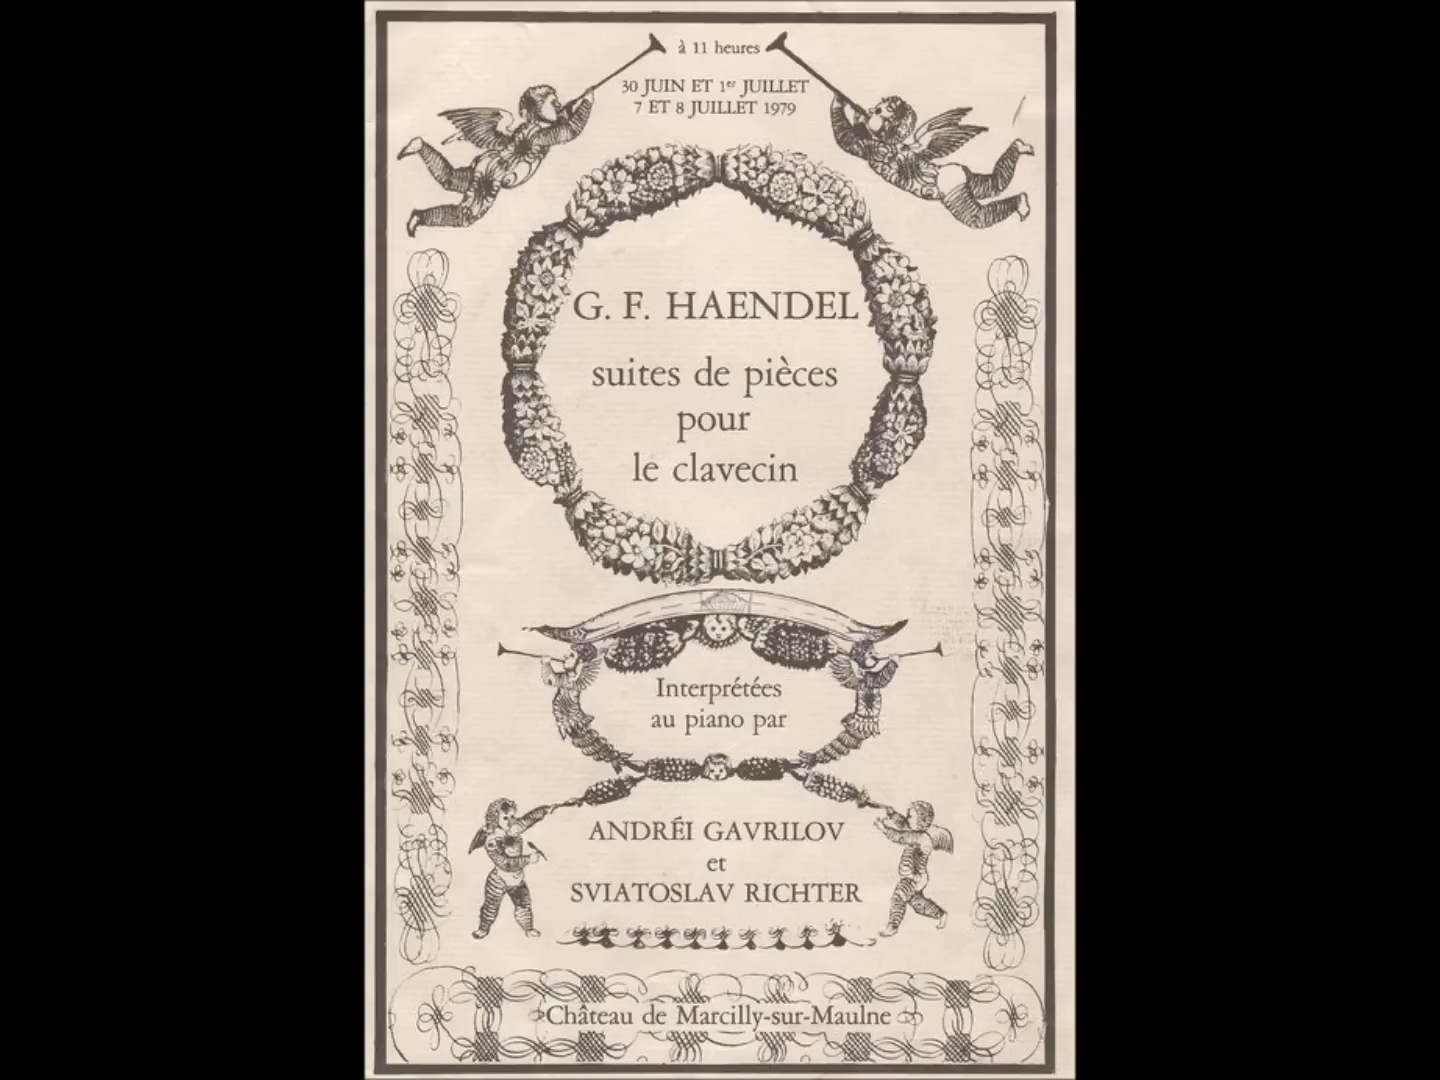 à 11 heures
30 JUIN ET 1er JUILLET
7 ET 8 JUILLET 1979
G. F. HAENDEL
suites de pièces
pour
le clavecin
Interprétées
au piano par
ANDRÉI GAVRILOV
et
SVIATOSLAV RICHTER
Château de Marcilly-sur-Maulne